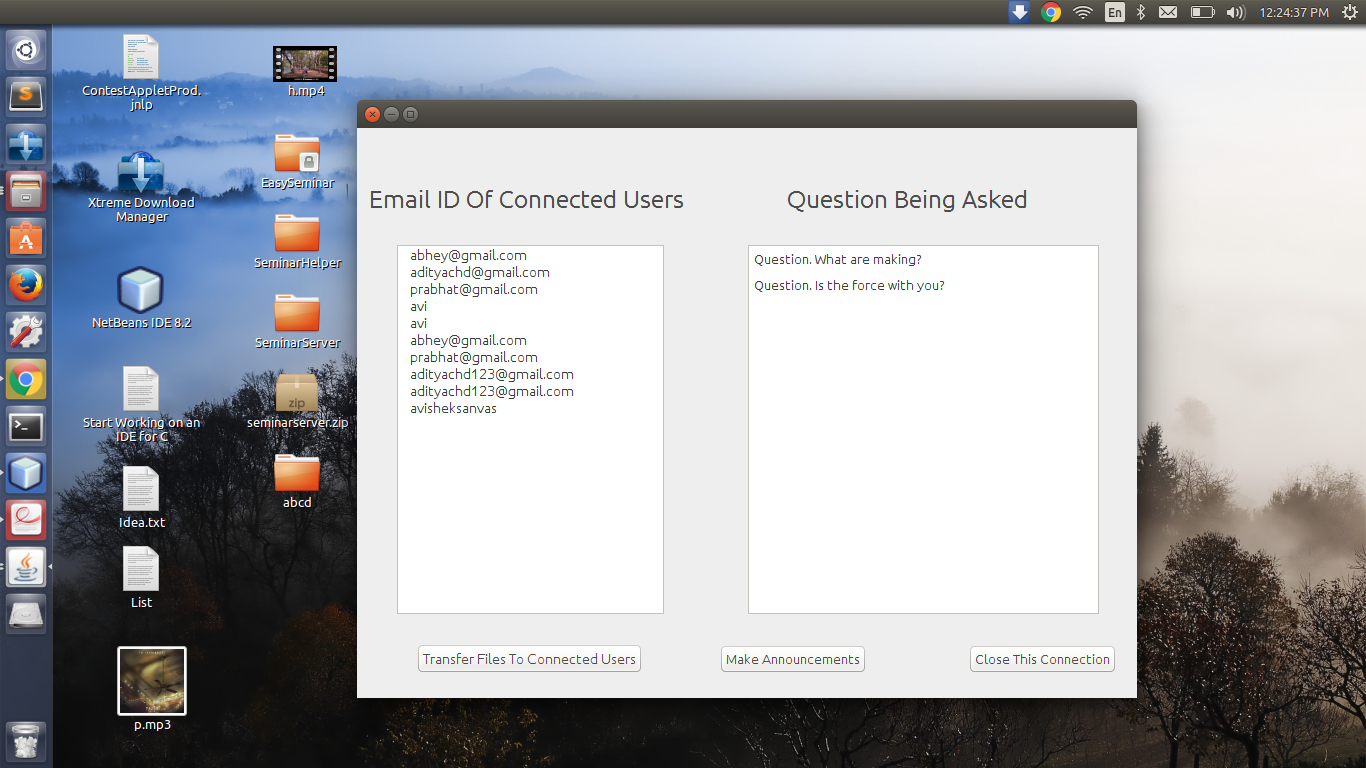 En
12:24:37 PM
ContestAppletProd.
jnlp
h.mp4
Xtreme Download
Manager
EasySeminar
SeminarHelper
NetBeans IDE 8.2
SeminarServer
Start Working on an
IDE for C
zip
seminarserver.zip
Idea.txt
abcd
List
p.mp3
Email ID Of Connected Users
abhey@gmail.com
adityachd@gmail.com
prabhat@gmail.com
avi
avi
abhey@gmail.com
prabhat@gmail.com
adityachd123@gmail.com
adityachd123@gmail.com
avisheksanvas
Question Being Asked
Question. What are making?
Question. Is the force with you?
Transfer Files To Connected Users
Make Announcements
Close This Connection